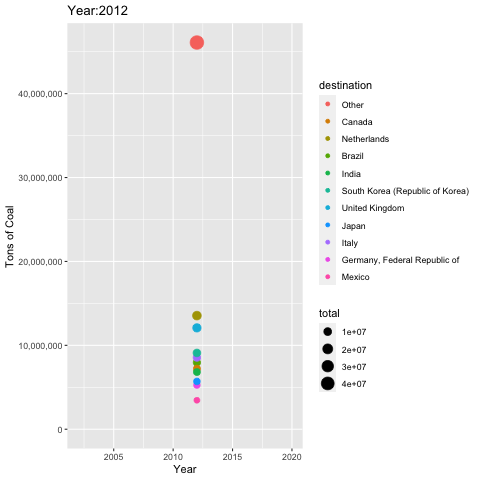 Year:2012
Tons of Coal
40,000,000
30,000,000
20,000,000
10,000,000
0
2005
2010
2015
2020
Year
destination
Other
Canada
Netherlands
Brazil
India
South Korea (Republic of Korea)
United Kingdom
Japan
Italy
Germany, Federal Republic of
Mexico
total
1e+07
2e+07
3e+07
4e+07